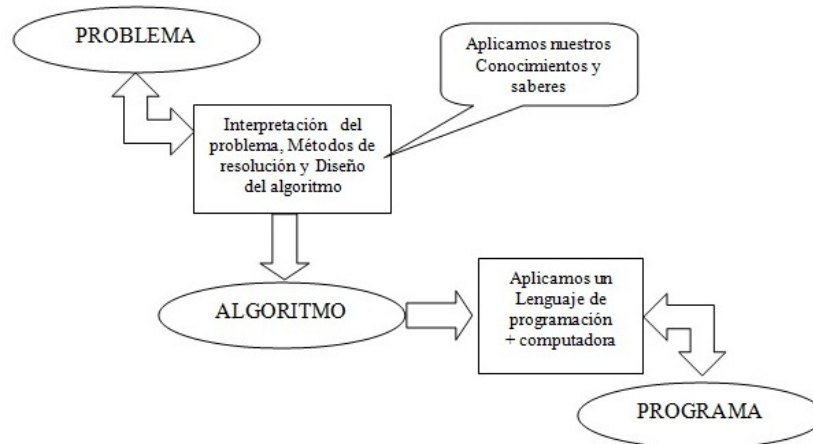 PROBLEMA
Aplicamos nuestros
Conocimientos y
saberes
Interpretación del
problema, Métodos de
resolución y Diseño
del algoritmo
ALGORITMO
Aplicamos un
Lenguaje de
programación
+ computadora
PROGRAMA